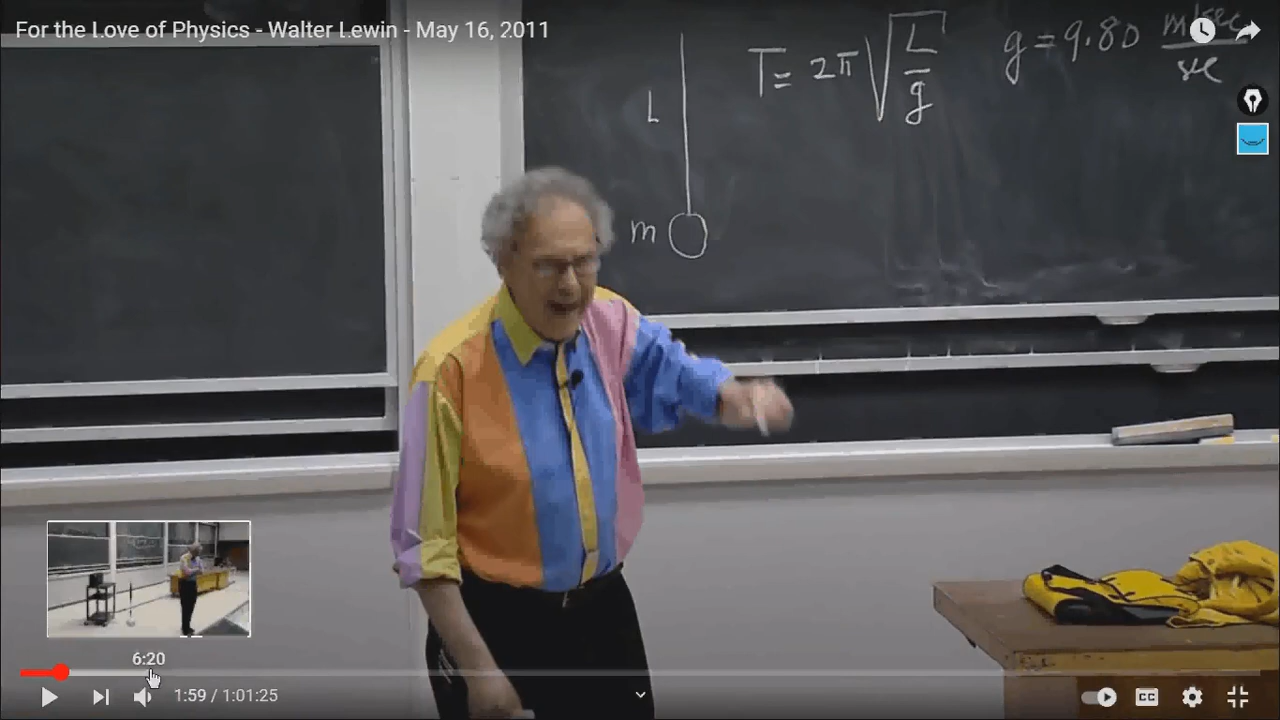 For the Love of Physics - Walter Lewin - May 16, 2011
T = 2π √(L/g)
g = 9.80 m/sec/sec
L
m
6:20
1:59 / 1:01:25
CC